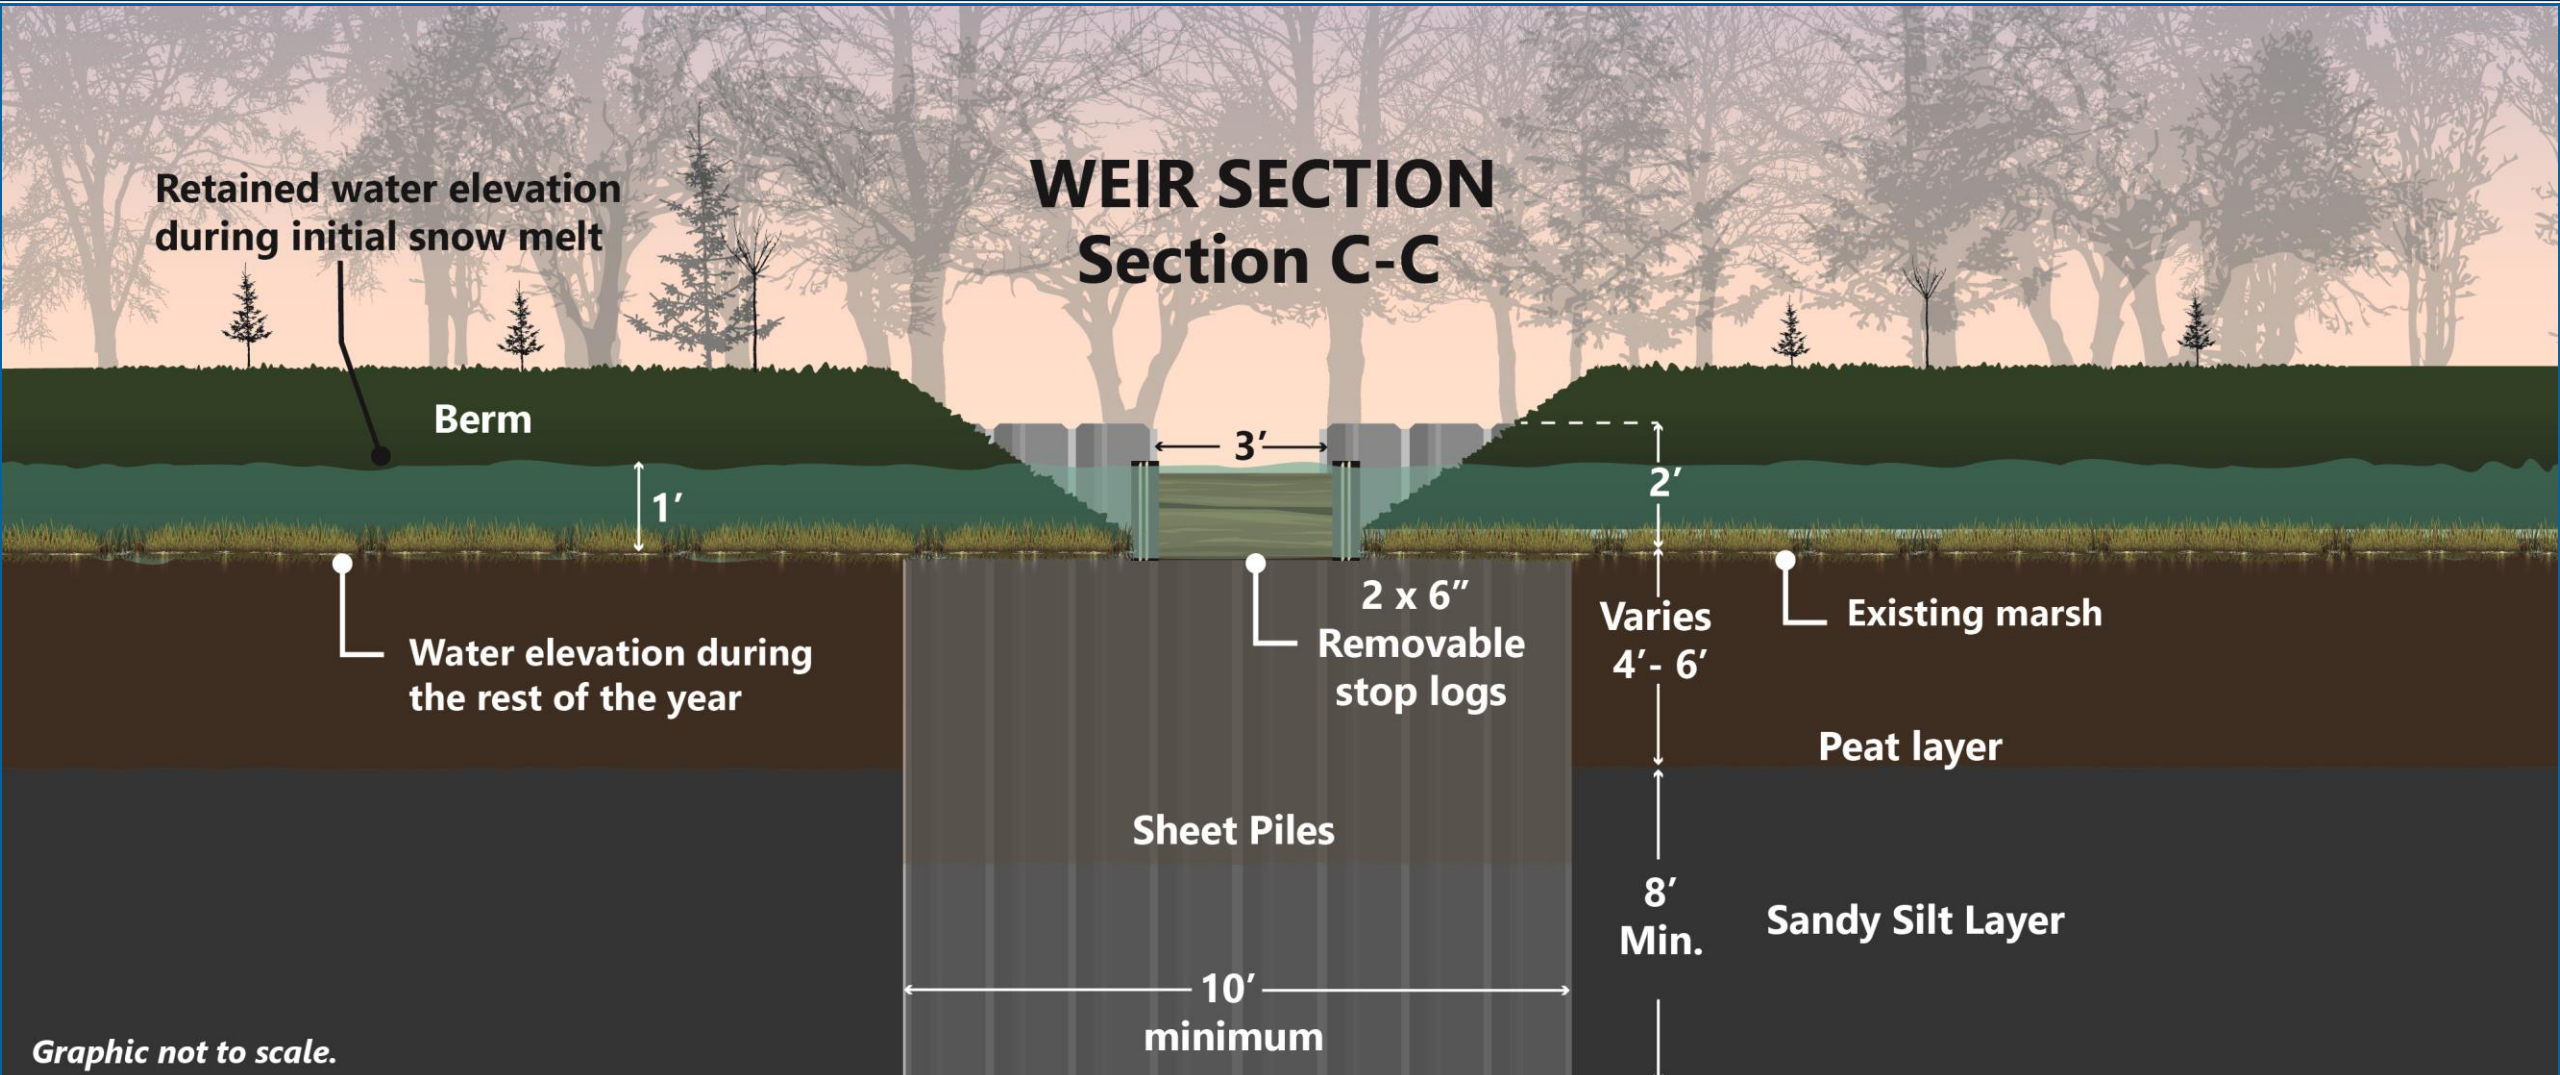 WEIR SECTION
Section C-C
Retained water elevation
during initial snow melt
Berm
3’
1’
2’
2 x 6”
Removable
stop logs
Varies
4’- 6’
Existing marsh
Water elevation during
the rest of the year
Peat layer
Sheet Piles
8’
Min.
Sandy Silt Layer
10’
minimum
Graphic not to scale.